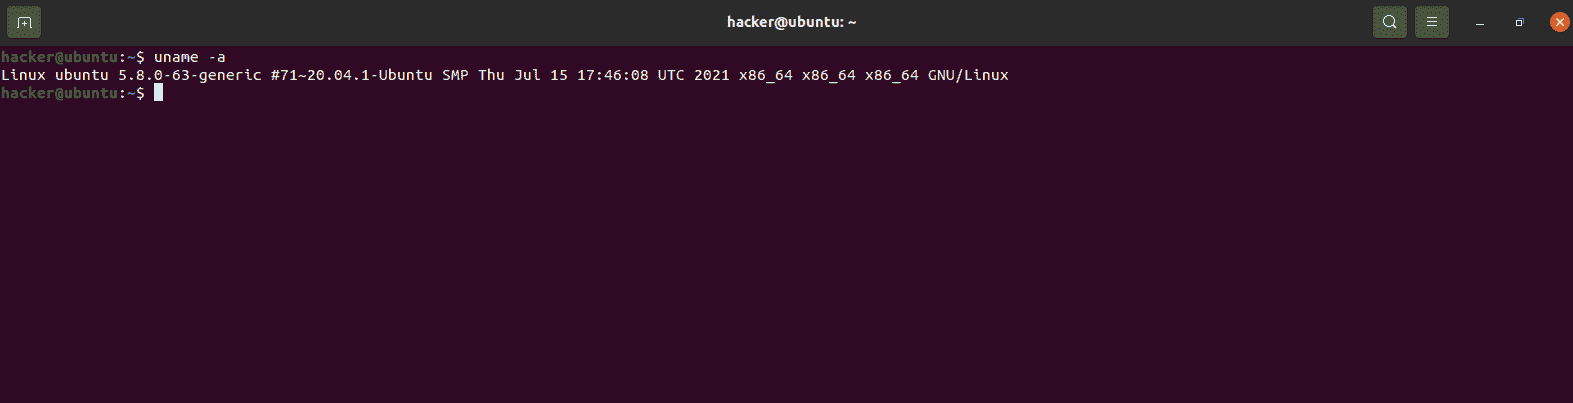 hacker@ubuntu: ~
hacker@ubuntu:~$ uname -a
Linux ubuntu 5.8.0-63-generic #71~20.04.1-Ubuntu SMP Thu Jul 15 17:46:08 UTC 2021 x86_64 x86_64 x86_64 GNU/Linux
hacker@ubuntu:~$